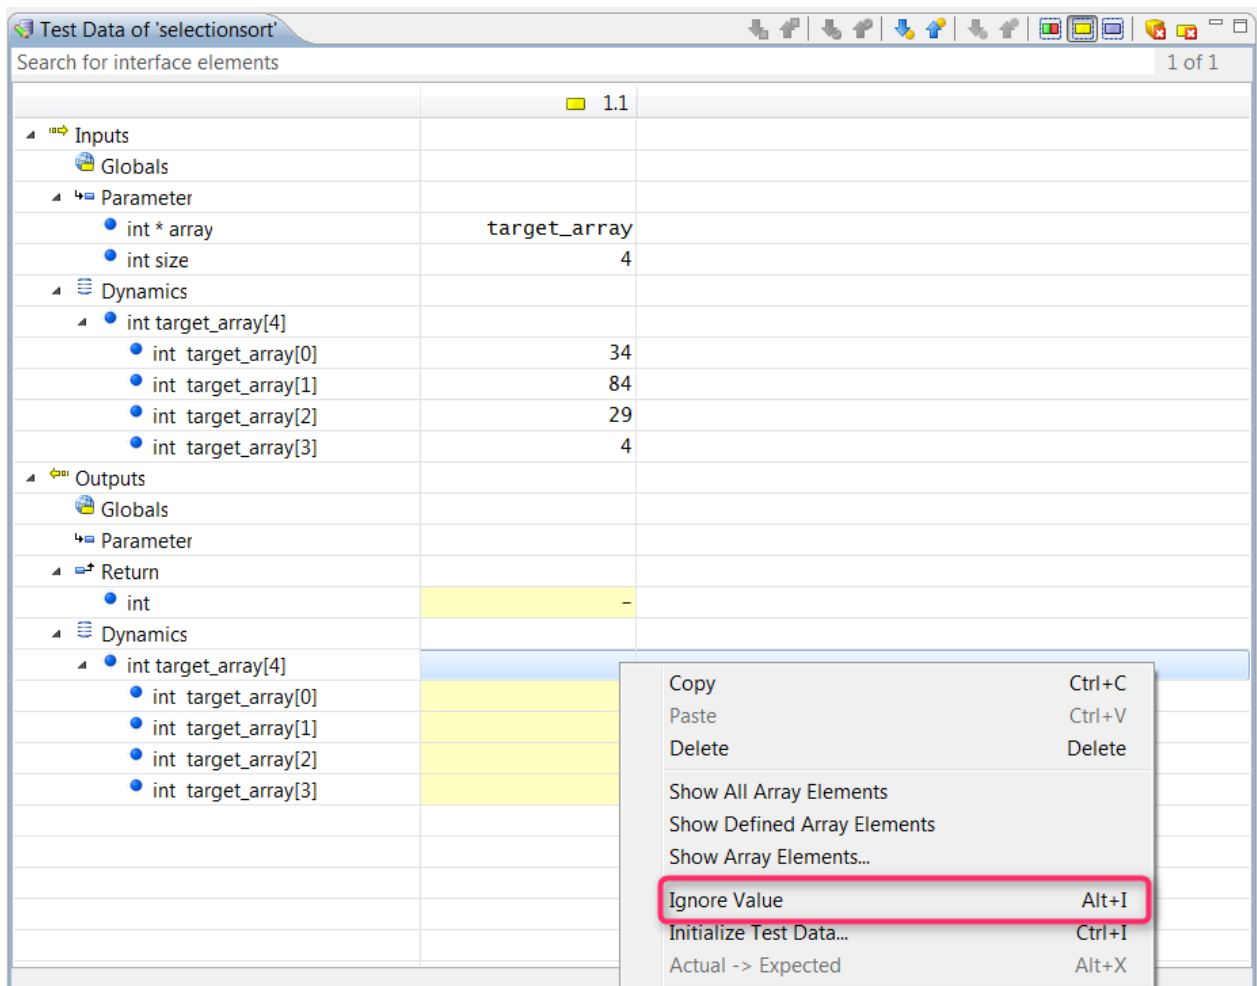 Test Data of 'selectionsort'
Search for interface elements 1 of 1
1.1
Inputs
Globals
Parameter
int * array target_array
int size 4
Dynamics
int target_array[4]
int target_array[0] 34
int target_array[1] 84
int target_array[2] 29
int target_array[3] 4
Outputs
Globals
Parameter
Return
int -
Dynamics
int target_array[4]
int target_array[0]
int target_array[1]
int target_array[2]
int target_array[3]
Copy Ctrl+C
Paste Ctrl+V
Delete Delete
Show All Array Elements
Show Defined Array Elements
Show Array Elements...
Ignore Value Alt+I
Initialize Test Data... Ctrl+I
Actual -> Expected Alt+X